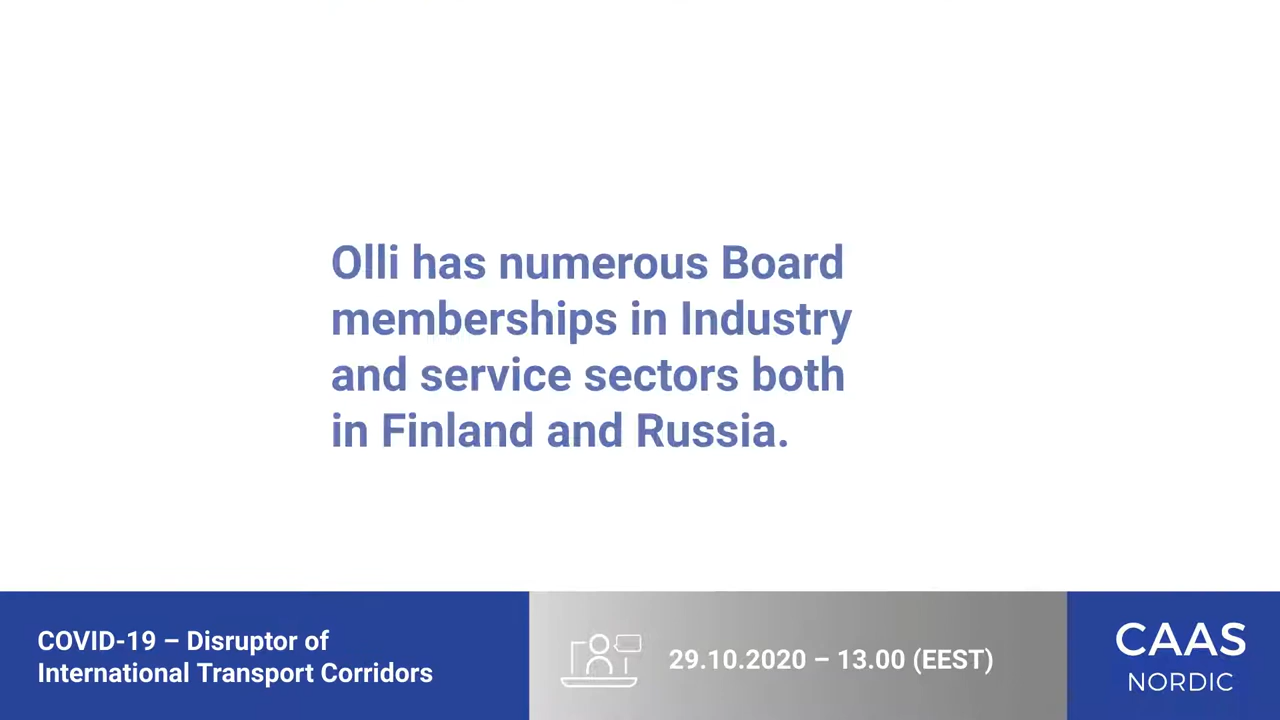 Olli has numerous Board
memberships in Industry
and service sectors both
in Finland and Russia.
COVID-19 – Disruptor of
International Transport Corridors
29.10.2020 – 13.00 (EEST)
CAAS
NORDIC